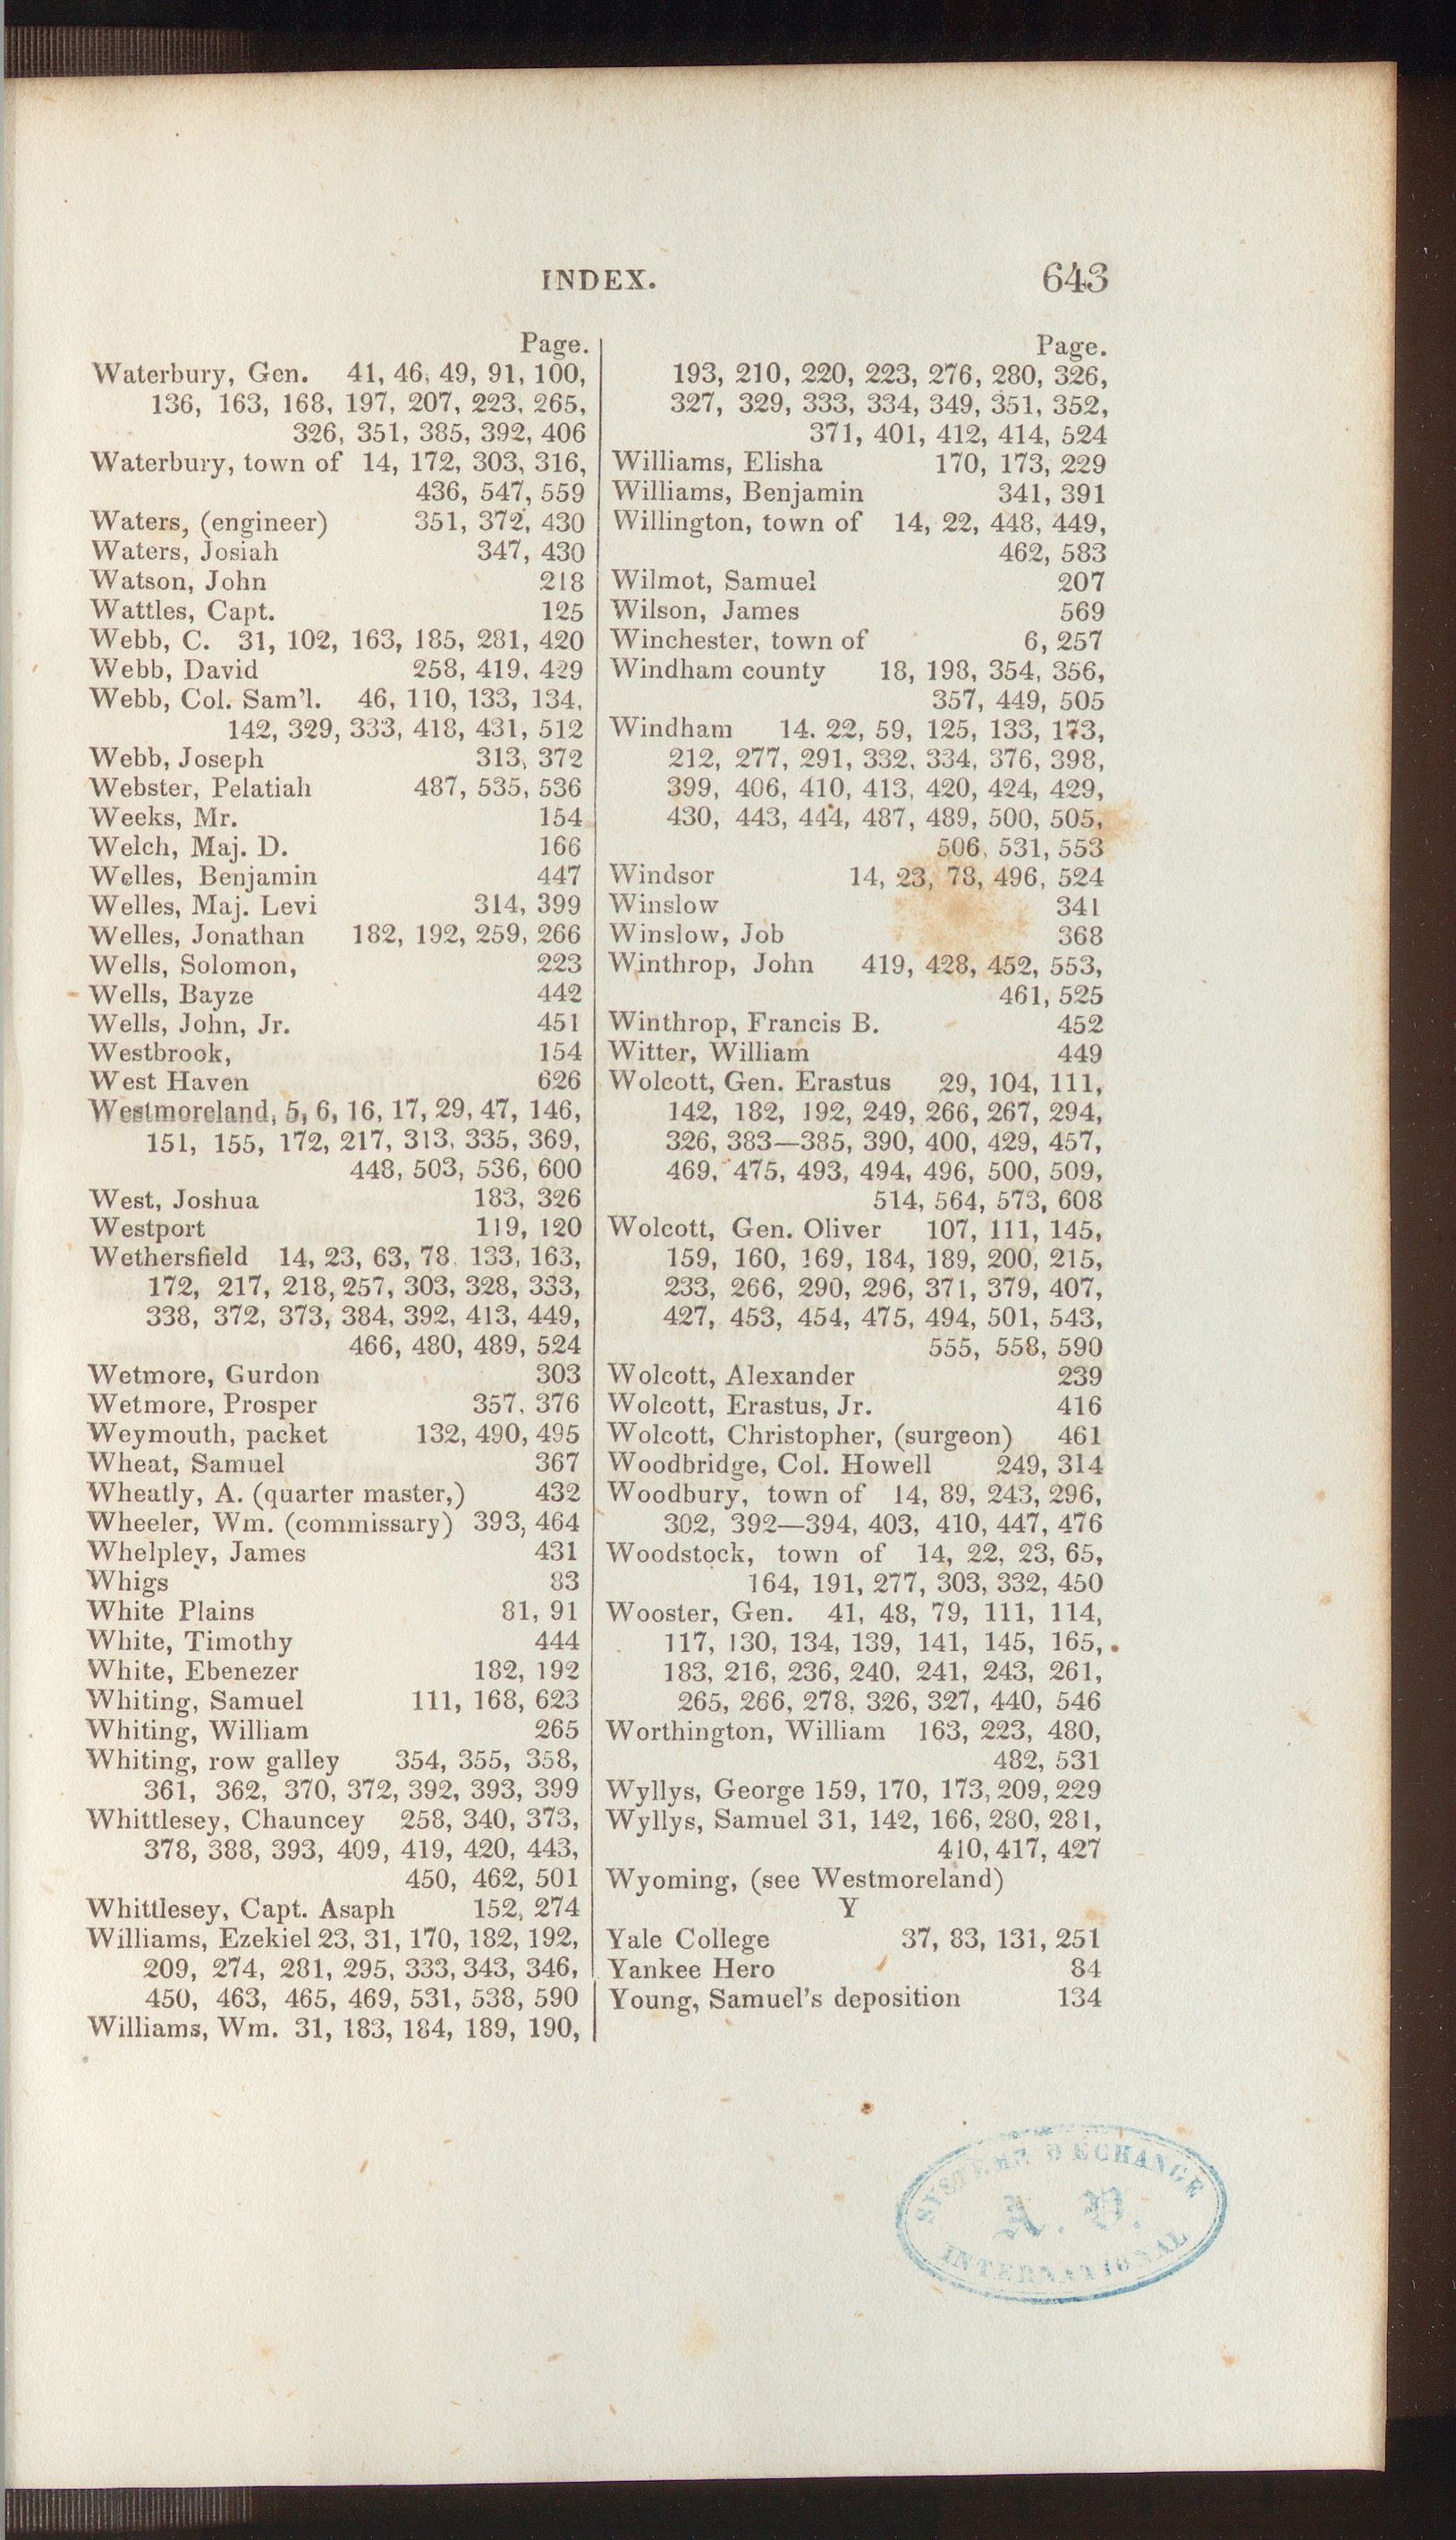 INDEX.
643
Page.
Waterbury, Gen. 41, 46, 49, 91, 100,
136, 163, 168, 197, 207, 223, 265,
326, 351, 385, 392, 406
Waterbury, town of 14, 172, 303, 316,
436, 547, 559
Waters, (engineer) 351, 372, 430
Waters, Josiah 347, 430
Watson, John 218
Wattles, Capt. 125
Webb, C. 31, 102, 163, 185, 281, 420
Webb, David 258, 419, 429
Webb, Col. Sam'l. 46, 110, 133, 134,
142, 329, 333, 418, 431, 512
Webb, Joseph 313, 372
Webster, Pelatiah 487, 535, 536
Weeks, Mr. 154
Welch, Maj. D. 166
Welles, Benjamin 447
Welles, Maj. Levi 314, 399
Welles, Jonathan 182, 192, 259, 266
Wells, Solomon, 223
Wells, Bayze 442
Wells, John, Jr. 451
Westbrook, 154
West Haven 626
Westmoreland, 5, 6, 16, 17, 29, 47, 146,
151, 155, 172, 217, 313, 335, 369,
448, 503, 536, 600
West, Joshua 183, 326
Westport 119, 120
Wethersfield 14, 23, 63, 78, 133, 163,
172, 217, 218, 257, 303, 328, 333,
338, 372, 373, 384, 392, 413, 449,
466, 480, 489, 524
Wetmore, Gurdon 303
Wetmore, Prosper 357, 376
Weymouth, packet 132, 490, 495
Wheat, Samuel 367
Wheatly, A. (quarter master,) 432
Wheeler, Wm. (commissary) 393, 464
Whelpley, James 431
Whigs 83
White Plains 81, 91
White, Timothy 444
White, Ebenezer 182, 192
Whiting, Samuel 111, 168, 623
Whiting, William 265
Whiting, row galley 354, 355, 358,
361, 362, 370, 372, 392, 393, 399
Whittlesey, Chauncey 258, 340, 373,
378, 388, 393, 409, 419, 420, 443,
450, 462, 501
Whittlesey, Capt. Asaph 152, 274
Williams, Ezekiel 23, 31, 170, 182, 192,
209, 274, 281, 295, 333, 343, 346,
450, 463, 465, 469, 531, 538, 590
Williams, Wm. 31, 183, 184, 189, 190,
Page.
193, 210, 220, 223, 276, 280, 326,
327, 329, 333, 334, 349, 351, 352,
371, 401, 412, 414, 524
Williams, Elisha 170, 173, 229
Williams, Benjamin 341, 391
Willington, town of 14, 22, 448, 449,
462, 583
Wilmot, Samuel 207
Wilson, James 569
Winchester, town of 6, 257
Windham county 18, 198, 354, 356,
357, 449, 505
Windham 14. 22, 59, 125, 133, 173,
212, 277, 291, 332, 334, 376, 398,
399, 406, 410, 413, 420, 424, 429,
430, 443, 444, 487, 489, 500, 505,
506, 531, 553
Windsor 14, 23, 78, 496, 524
Winslow 341
Winslow, Job 368
Winthrop, John 419, 428, 452, 553,
461, 525
Winthrop, Francis B. 452
Witter, William 449
Wolcott, Gen. Erastus 29, 104, 111,
142, 182, 192, 249, 266, 267, 294,
326, 383—385, 390, 400, 429, 457,
469, 475, 493, 494, 496, 500, 509,
514, 564, 573, 608
Wolcott, Gen. Oliver 107, 111, 145,
159, 160, 169, 184, 189, 200, 215,
233, 266, 290, 296, 371, 379, 407,
427, 453, 454, 475, 494, 501, 543,
555, 558, 590
Wolcott, Alexander 239
Wolcott, Erastus, Jr. 416
Wolcott, Christopher, (surgeon) 461
Woodbridge, Col. Howell 249, 314
Woodbury, town of 14, 89, 243, 296,
302, 392—394, 403, 410, 447, 476
Woodstock, town of 14, 22, 23, 65,
164, 191, 277, 303, 332, 450
Wooster, Gen. 41, 48, 79, 111, 114,
117, 130, 134, 139, 141, 145, 165,
183, 216, 236, 240, 241, 243, 261,
265, 266, 278, 326, 327, 440, 546
Worthington, William 163, 223, 480,
482, 531
Wyllys, George 159, 170, 173, 209, 229
Wyllys, Samuel 31, 142, 166, 280, 281,
410, 417, 427
Wyoming, (see Westmoreland)
Y
Yale College 37, 83, 131, 251
Yankee Hero 84
Young, Samuel's deposition 134
SYSTEME D'ECHANGE
A. V.
INTERNATIONAL